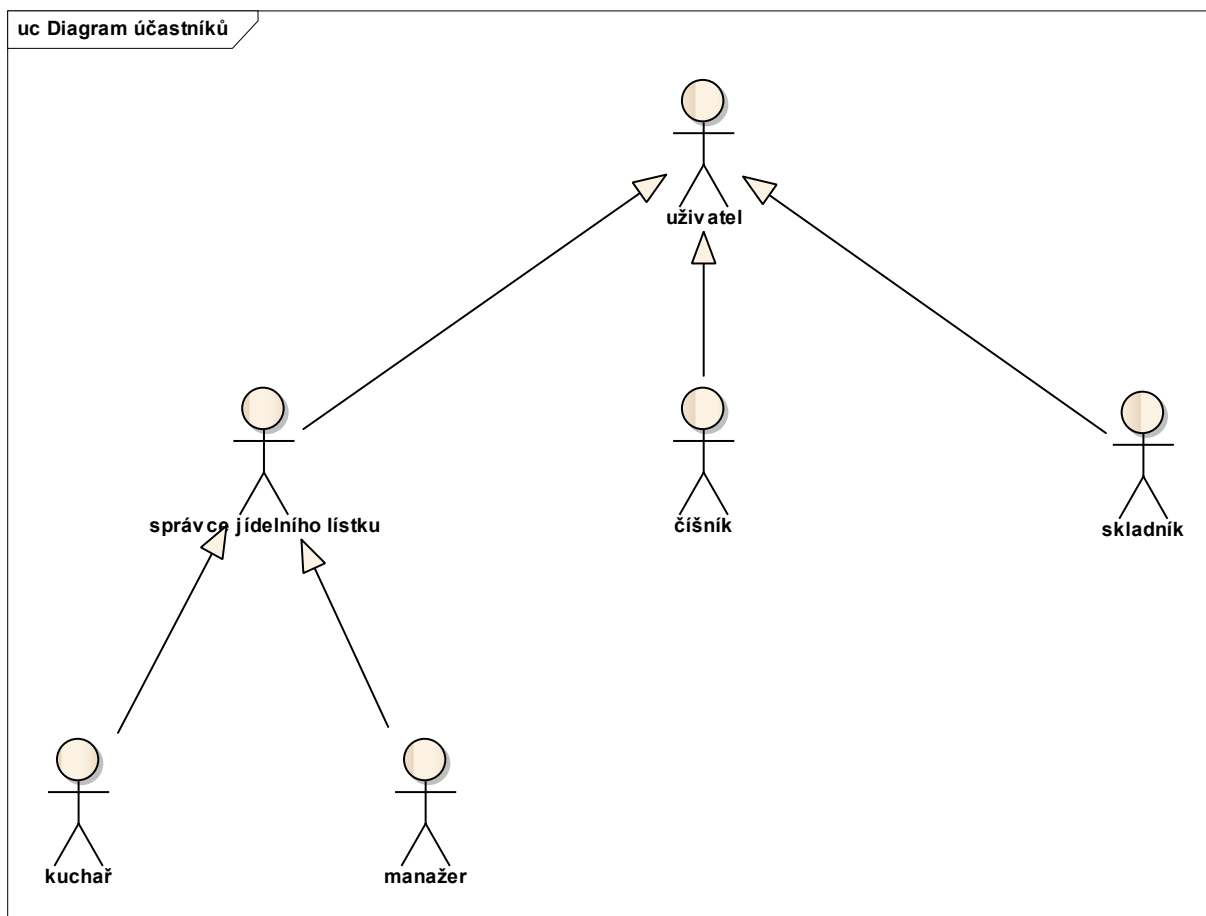 uc Diagram účastníků
uživatel
správce jídelního lístku
číšník
skladník
kuchař
manažer